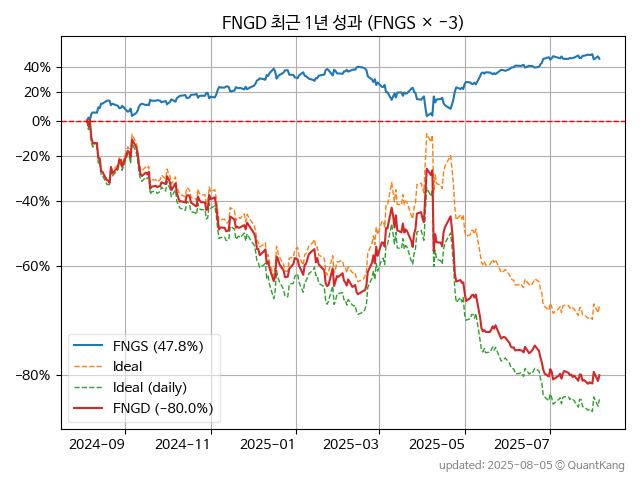 FNGD 최근 1년 성과 (FNGS × −3)
40%
20%
0%
−20%
−40%
−60%
−80%
FNGS (47.8%)
Ideal
Ideal (daily)
FNGD (−80.0%)
2024-09
2024-11
2025-01
2025-03
2025-05
2025-07
updated: 2025-08-05 © QuantKang